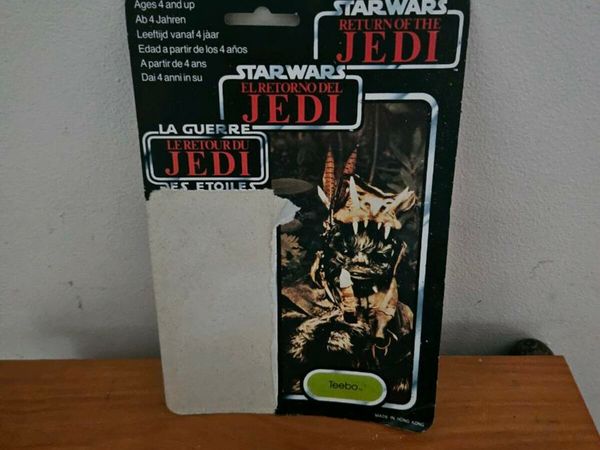 Ages 4 and up
Ab 4 Jahren
Leeftijd vanaf 4 jäar
Edad a partir de los 4 años
A partir de 4 ans
Dai 4 anni in su
STAR WARS
RETURN OF THE
JEDI
STAR WARS
EL RETORNO DEL
JEDI
LA GUERRE
LE RETOUR DU
JEDI
DES ETOILES
Teebo™
MADE IN HONG KONG